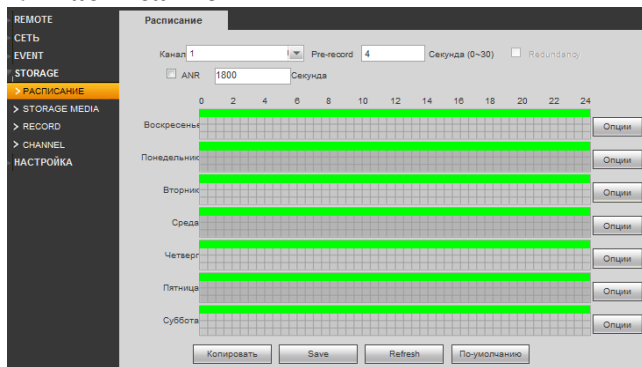 REMOTE
СЕТЬ
EVENT
STORAGE
> РАСПИСАНИЕ
> STORAGE MEDIA
> RECORD
> CHANNEL
НАСТРОЙКА
Расписание
Канал 1 Pre-record 4 Секунда (0~30) Redundancy
ANR 1800 Секунда
0 2 4 6 8 10 12 14 16 18 20 22 24
Воскресенье Опции
Понедельник Опции
Вторник Опции
Среда Опции
Четверг Опции
Пятница Опции
Суббота Опции
Копировать Save Refresh По-умолчанию